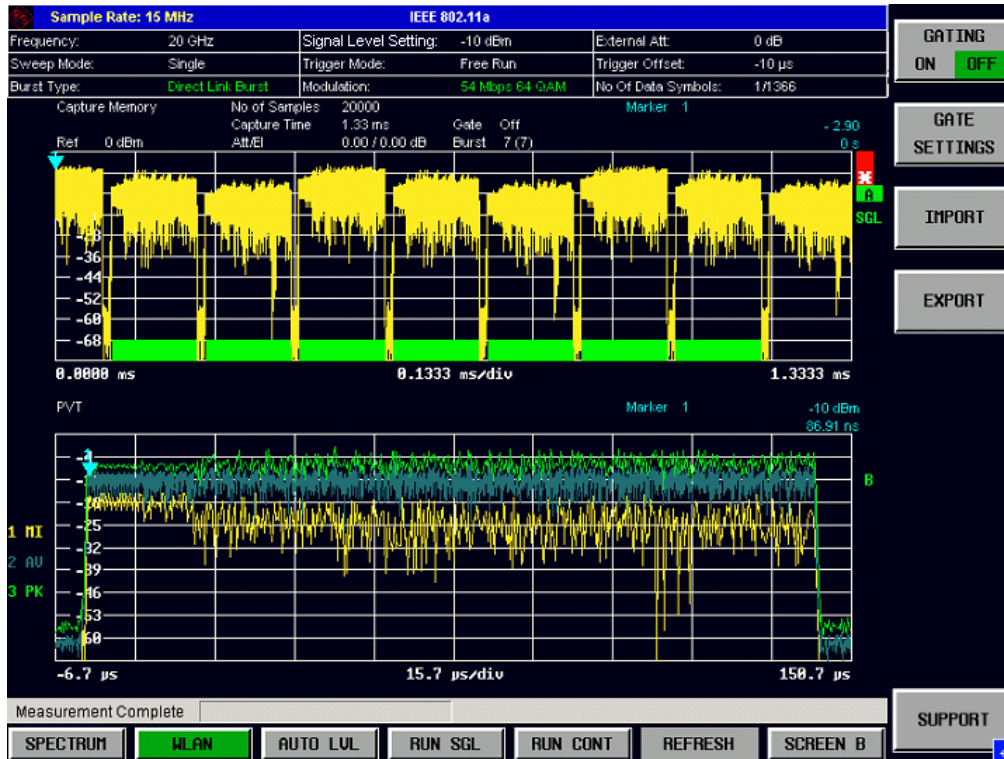 Sample Rate: 15 MHz IEEE 802.11a
Frequency: 20 GHz Signal Level Setting: -10 dBm External Att: 0 dB
Sweep Mode: Single Trigger Mode: Free Run Trigger Offset: -10 µs
Burst Type: Direct Link Burst Modulation: 54 Mbps 64 QAM No Of Data Symbols: 1/1366
Capture Memory No of Samples 20000 Marker 1
Capture Time 1.33 ms Gate Off - 2.90
Ref 0 dBm Att/El 0.00 / 0.00 dB Burst 7 (7) 0 s
A
SGL
-36
-44
-52
-60
-68
0.0000 ms 0.1333 ms/div 1.3333 ms
PVT Marker 1 -10 dBm
86.91 ns
B
-25
1 MI
-32
2 AV
-39
3 PK
-46
-53
-60
-6.7 µs 15.7 µs/div 150.7 µs
Measurement Complete
SPECTRUM WLAN AUTO LVL RUN SGL RUN CONT REFRESH SCREEN B
GATING
ON OFF
GATE
SETTINGS
IMPORT
EXPORT
SUPPORT